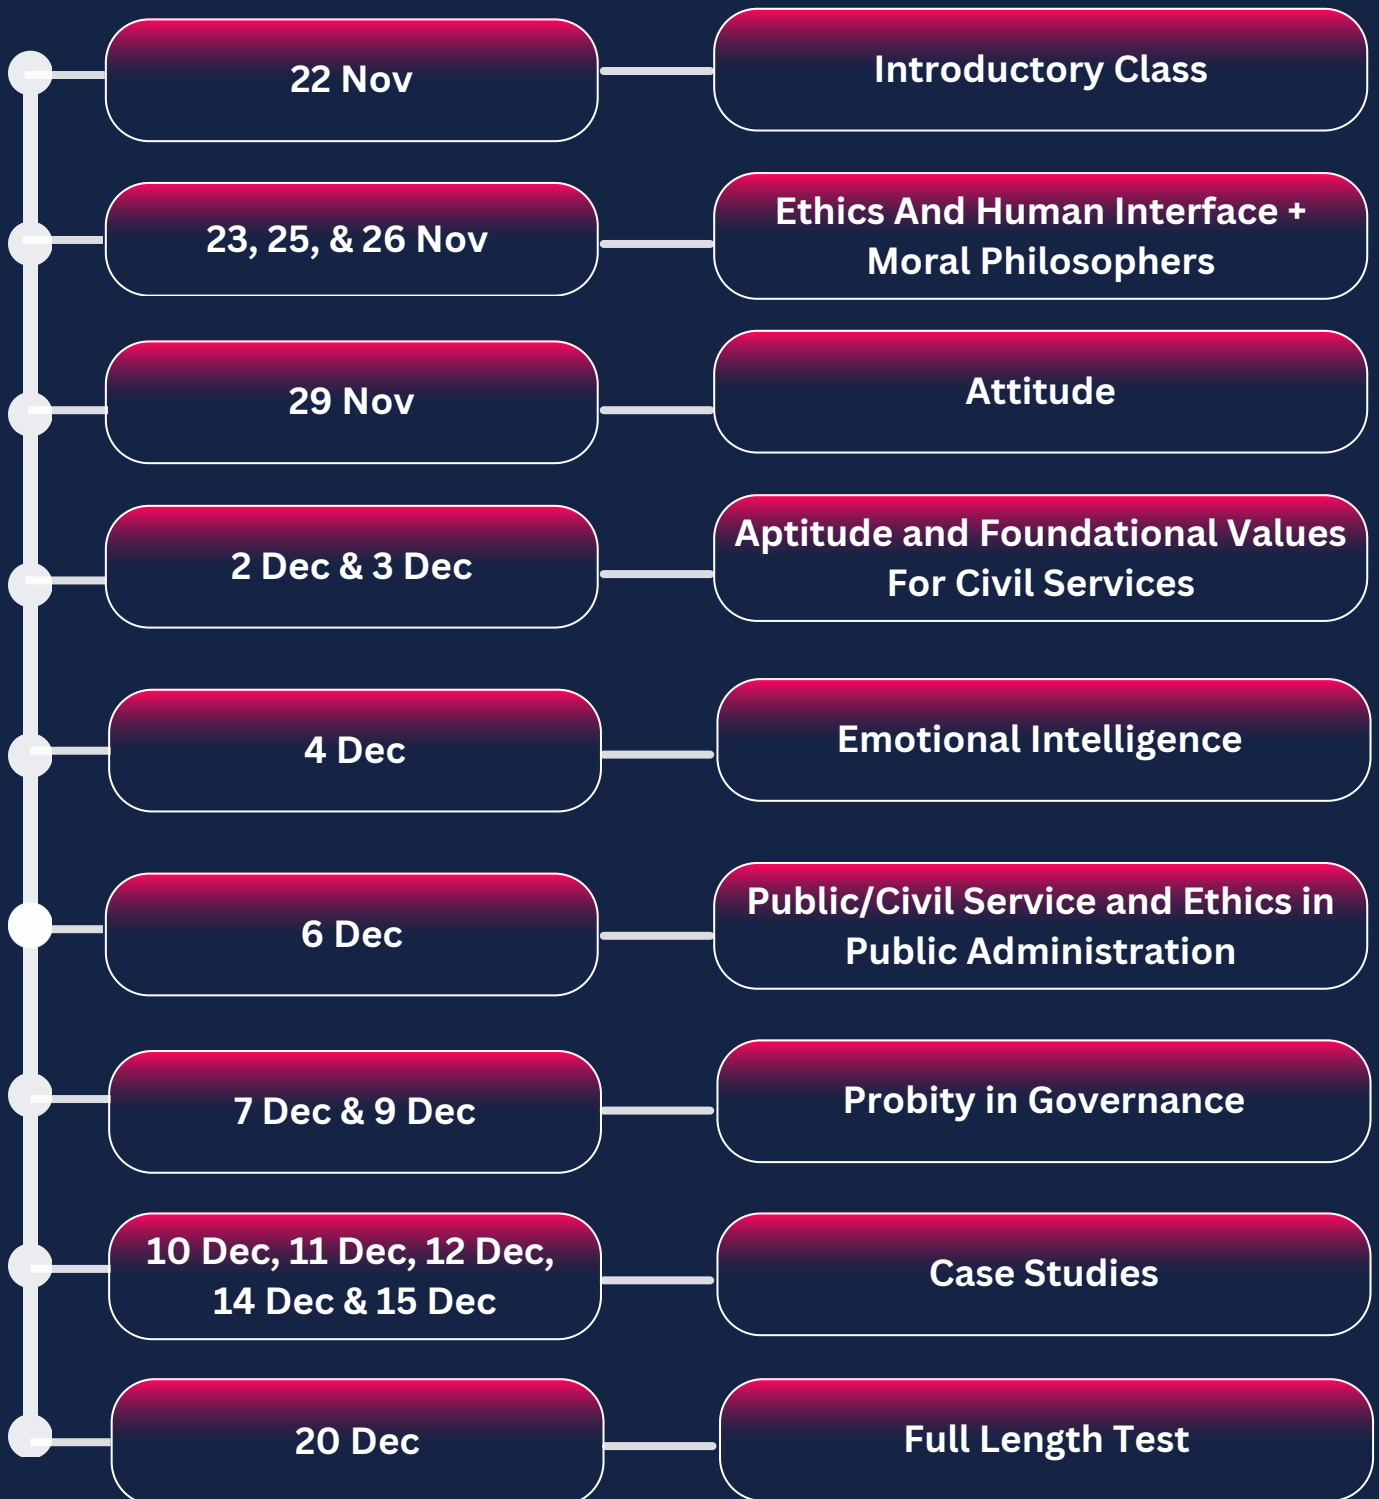 22 Nov
Introductory Class
23, 25, & 26 Nov
Ethics And Human Interface +
Moral Philosophers
29 Nov
Attitude
2 Dec & 3 Dec
Aptitude and Foundational Values
For Civil Services
4 Dec
Emotional Intelligence
6 Dec
Public/Civil Service and Ethics in
Public Administration
7 Dec & 9 Dec
Probity in Governance
10 Dec, 11 Dec, 12 Dec,
14 Dec & 15 Dec
Case Studies
20 Dec
Full Length Test